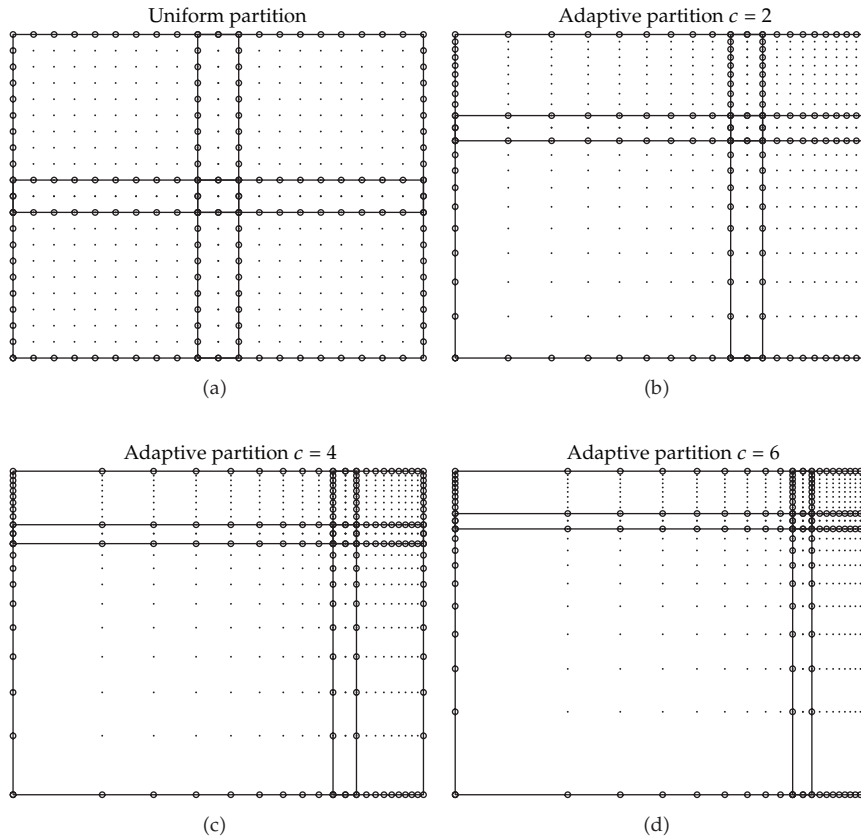 Uniform partition
Adaptive partition c = 2
(a)
(b)
Adaptive partition c = 4
Adaptive partition c = 6
(c)
(d)